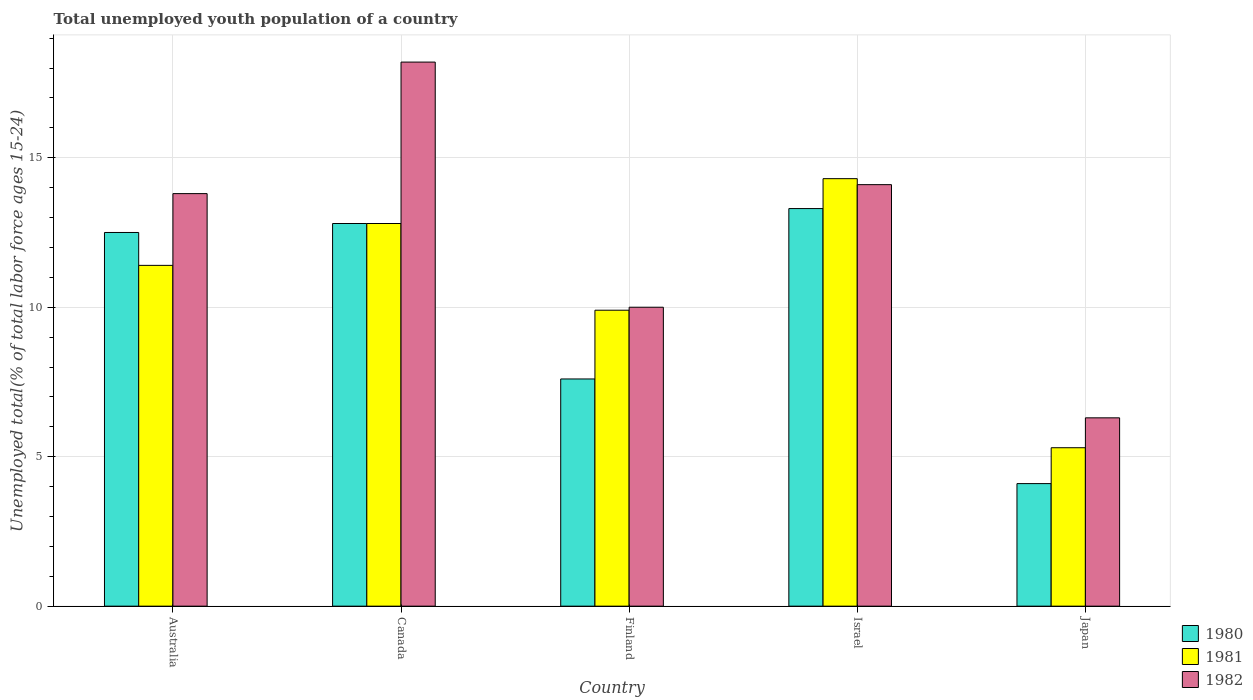 Total unemployed youth population of a country
Unemployed total(% of total labor force ages 15-24)
15
10
5
0
Australia
Canada
Finland
Israel
Japan
Country
1980
1981
1982